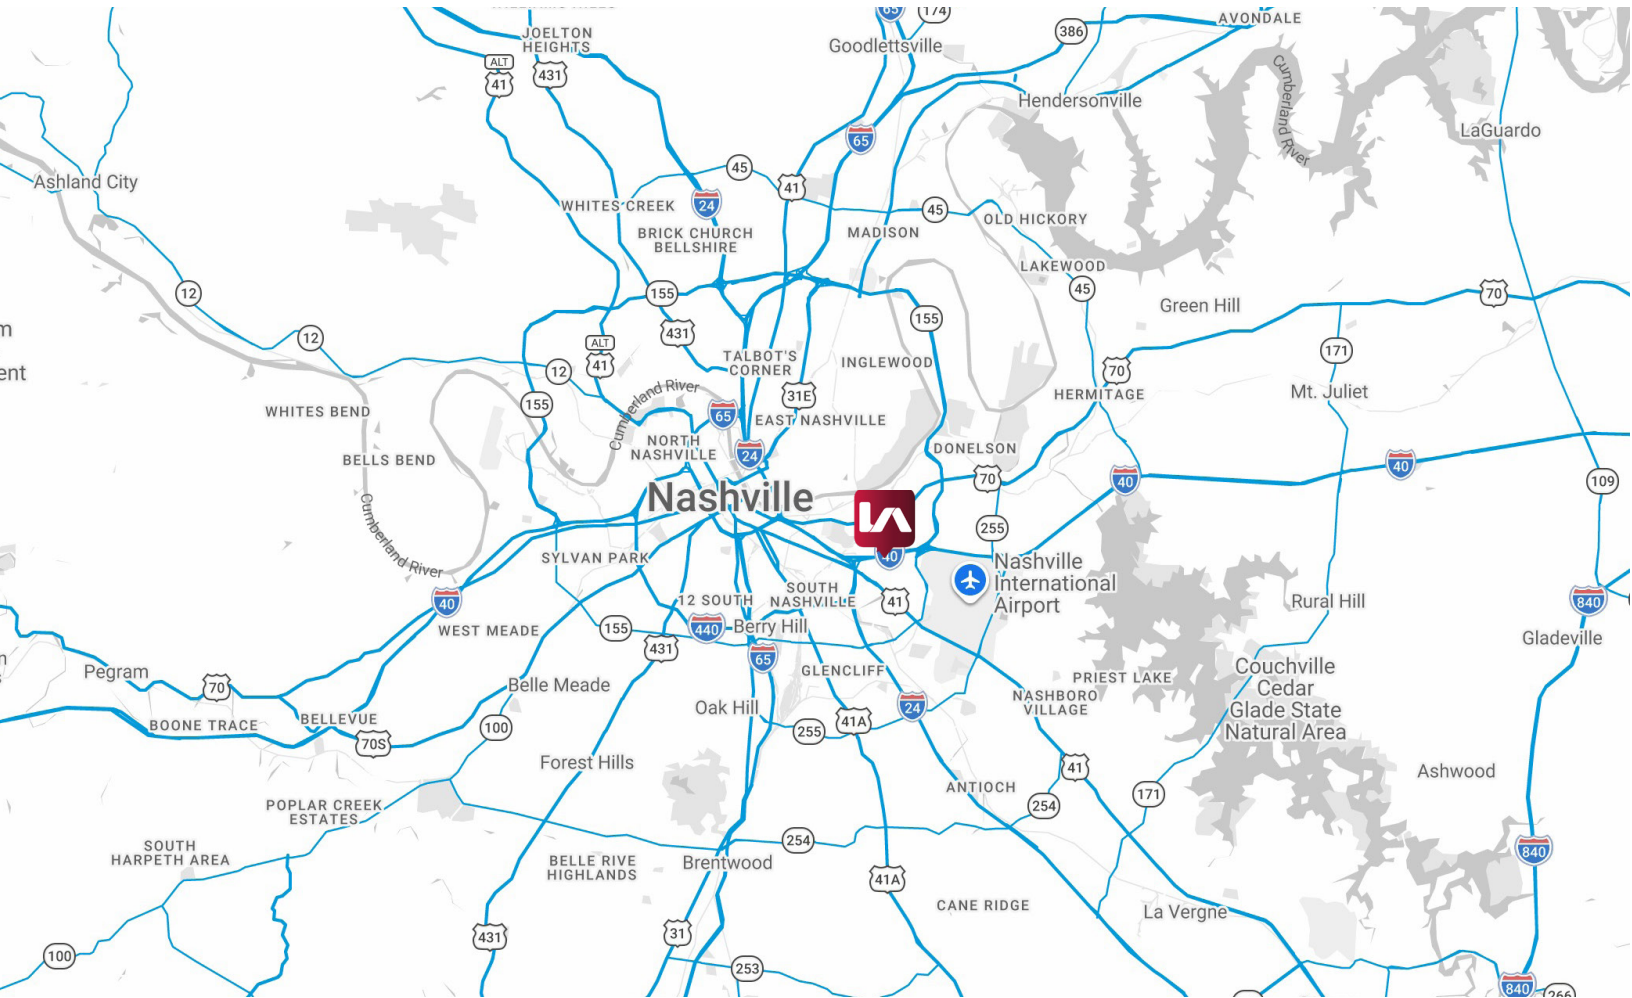 65
174
AVONDALE
386
JOELTON
HEIGHTS
Goodlettsville
ALT
41
431
Hendersonville
Cumberland River
LaGuardo
65
45
Ashland City
41
24
WHITES CREEK
45
OLD HICKORY
BRICK CHURCH
BELLSHIRE
MADISON
LAKEWOOD
45
12
155
70
Green Hill
155
12
431
ALT
41
171
TALBOT'S
CORNER
INGLEWOOD
12
70
ent
Cumberland River
31E
HERMITAGE
Mt. Juliet
155
WHITES BEND
65
EAST NASHVILLE
NORTH
NASHVILLE
DONELSON
BELLS BEND
24
40
70
40
109
Nashville
LA
255
Cumberland River
SYLVAN PARK
40
Nashville
International
Airport
40
12 SOUTH
SOUTH
NASHVILLE
41
Rural Hill
840
WEST MEADE
155
440
Berry Hill
Gladeville
431
65
Pegram
GLENCLIFF
PRIEST LAKE
Couchville
Cedar
Glade State
Natural Area
70
Belle Meade
NASHBORO
VILLAGE
BOONE TRACE
BELLEVUE
Oak Hill
24
100
41A
255
70S
Forest Hills
41
Ashwood
ANTIOCH
171
POPLAR CREEK
ESTATES
254
254
SOUTH
HARPETH AREA
840
BELLE RIVE
HIGHLANDS
Brentwood
41A
CANE RIDGE
La Vergne
431
31
100
253
840
266